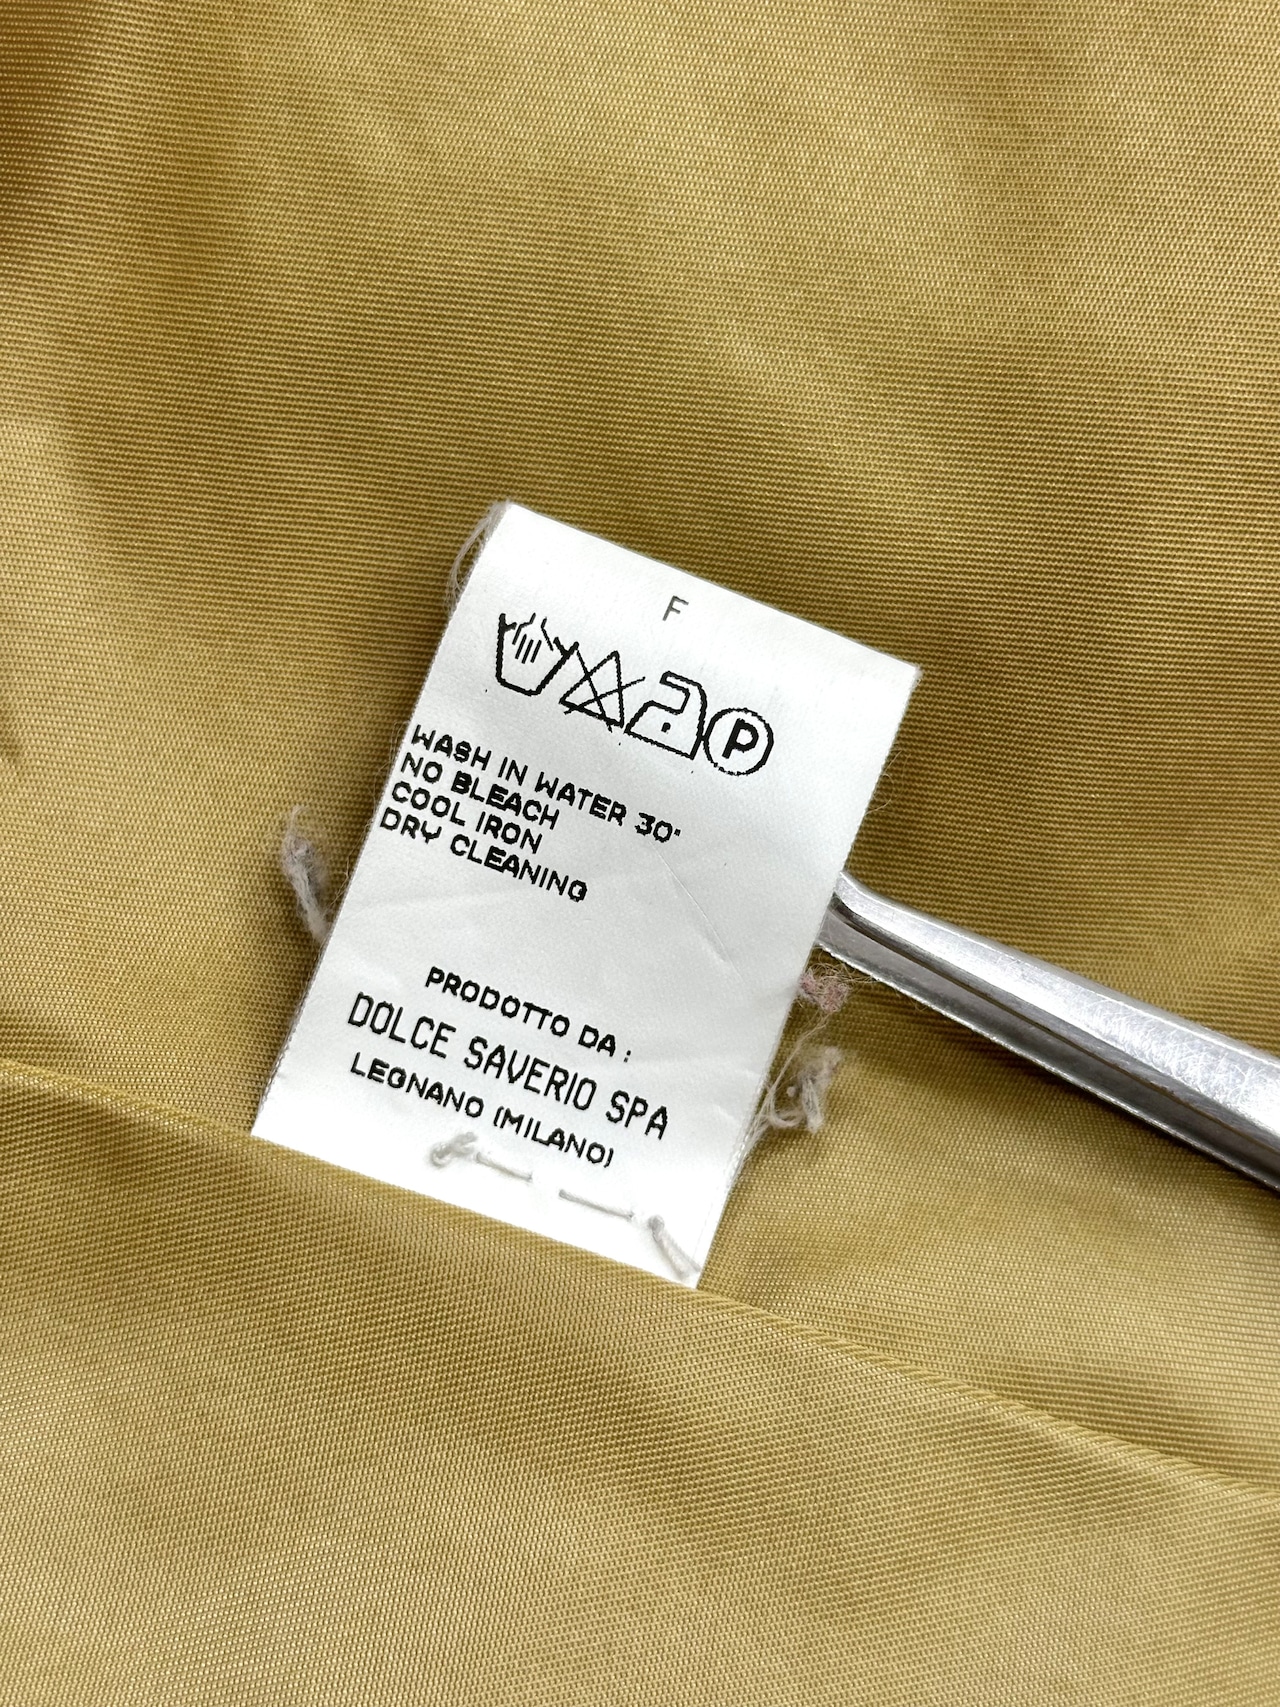 F
P
WASH IN WATER 30°
NO BLEACH
COOL IRON
DRY CLEANING
PRODOTTO DA :
DOLCE SAVERIO SPA
LEGNANO (MILANO)